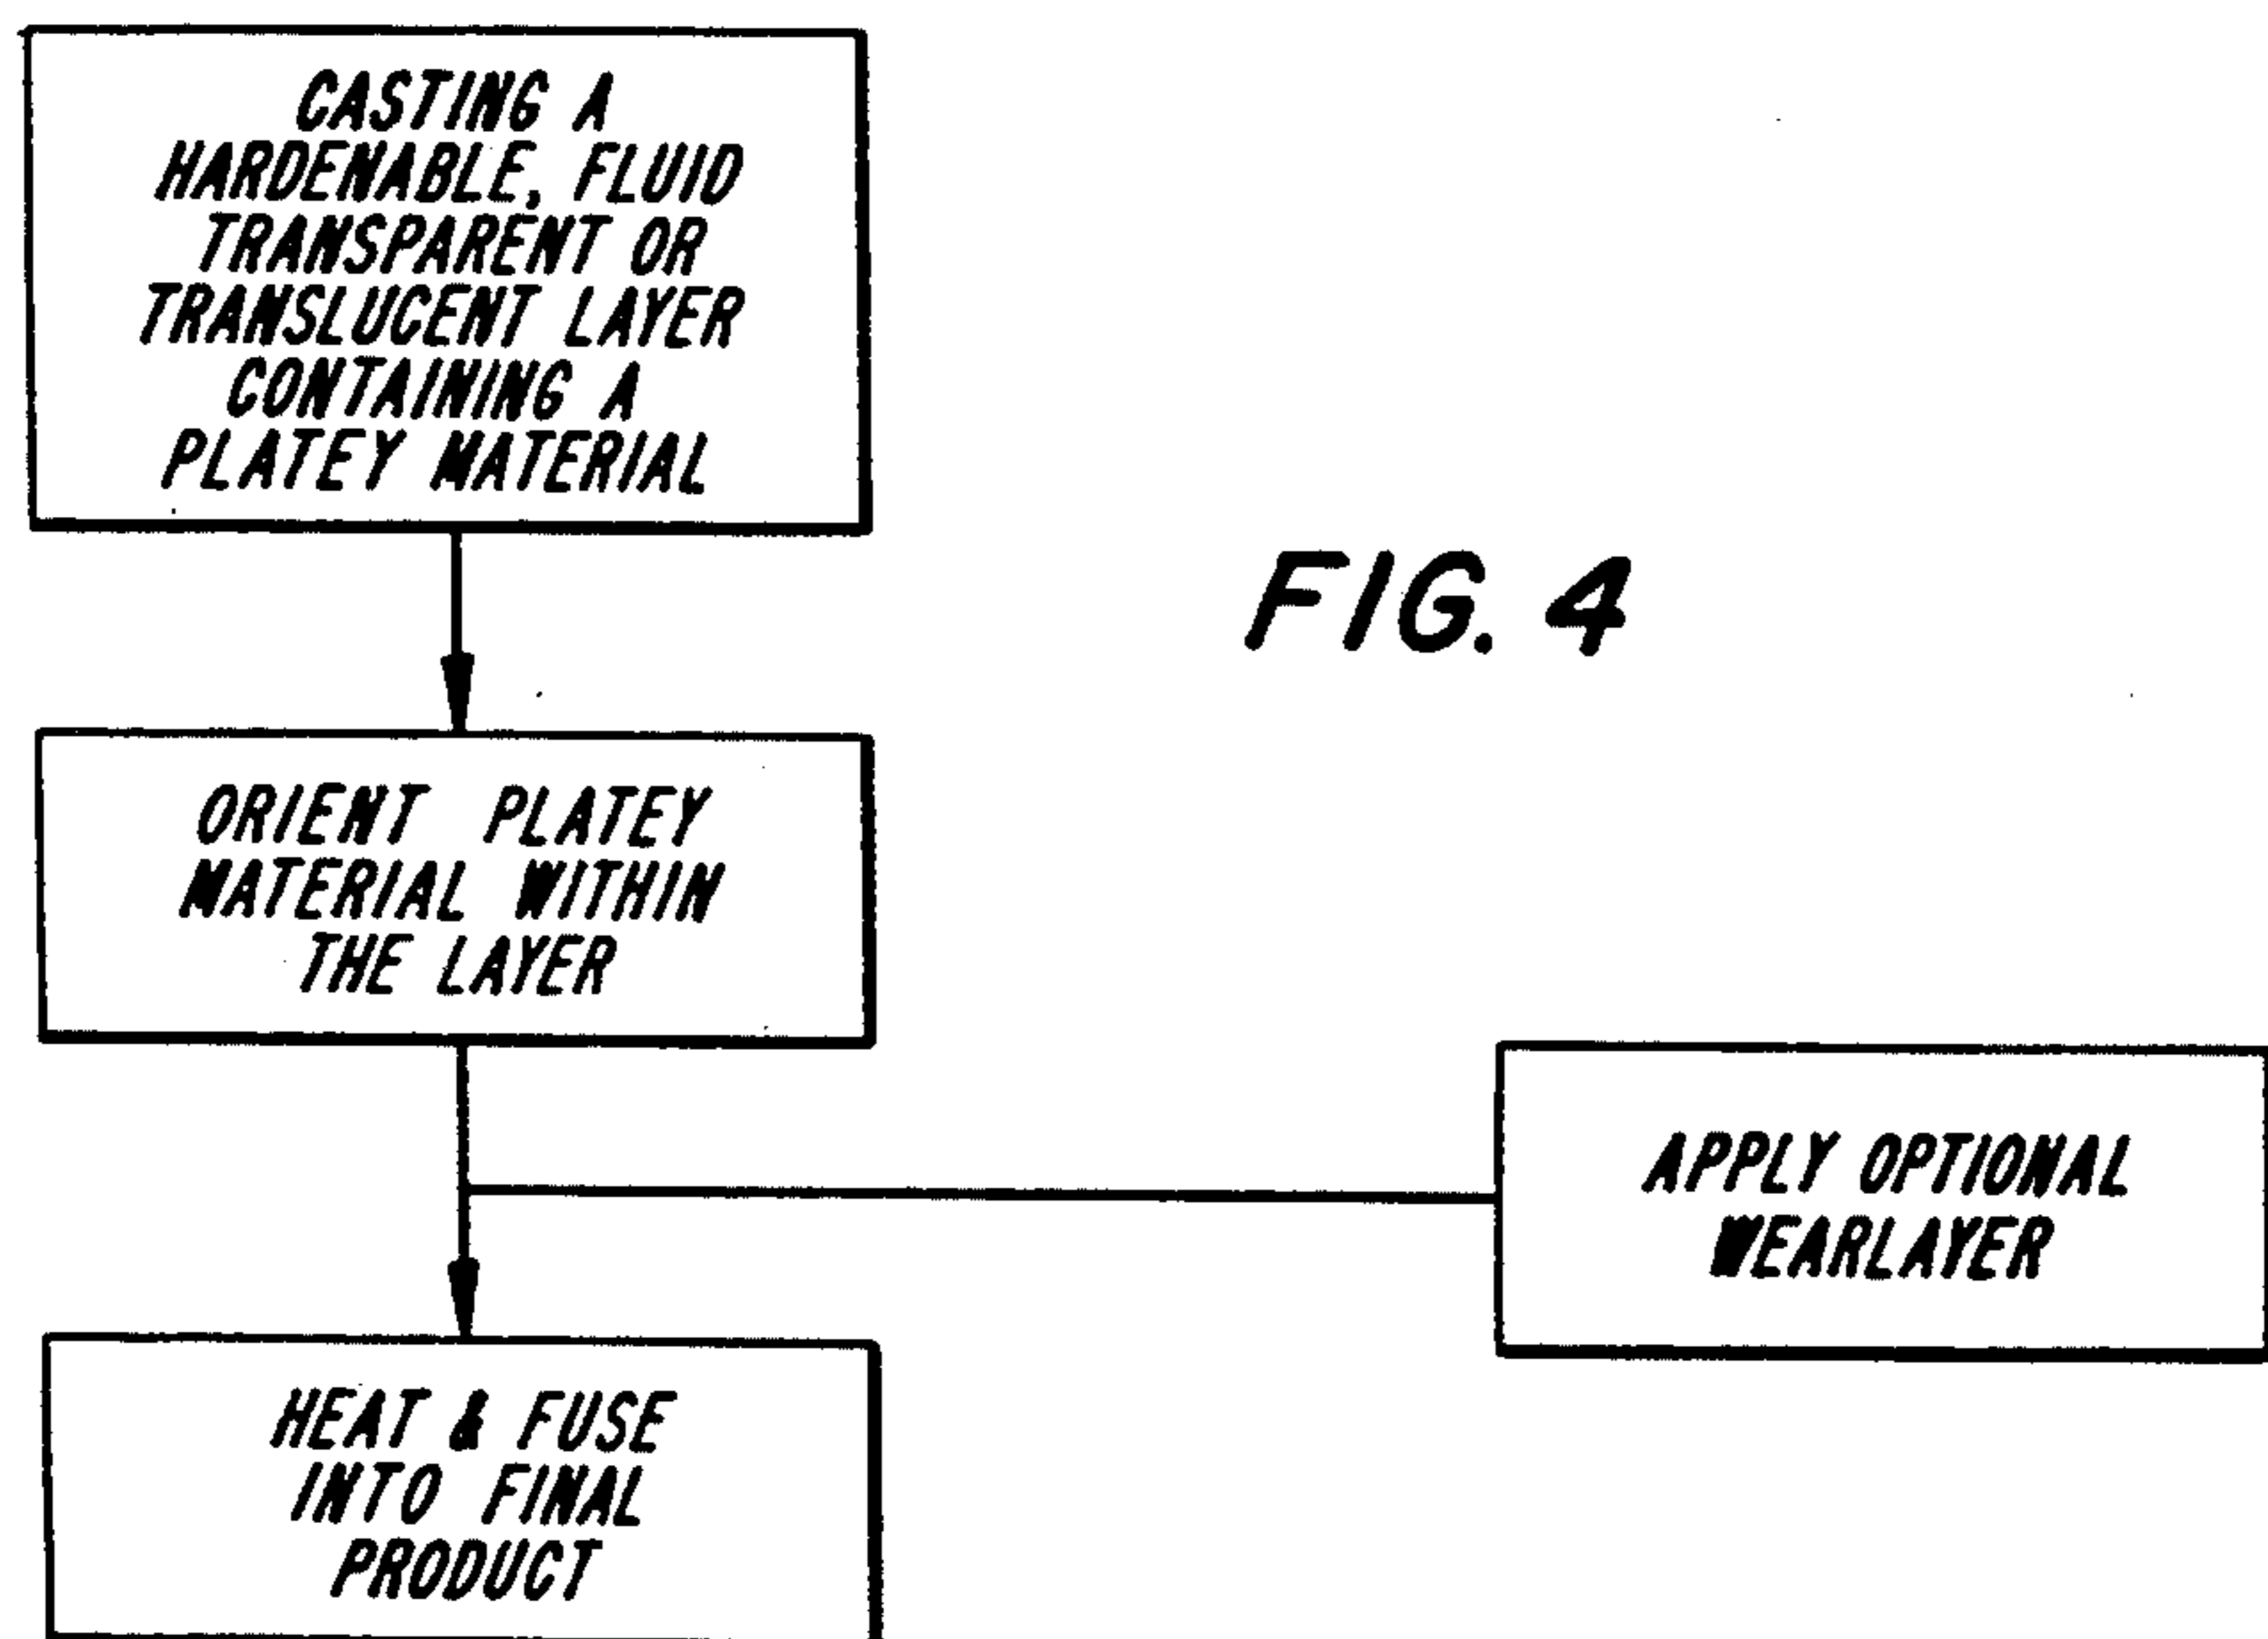 CASTING A
HARDENABLE, FLUID
TRANSPARENT OR
TRANSLUCENT LAYER
CONTAINING A
PLATEY MATERIAL
FIG. 4
ORIENT PLATEY
MATERIAL WITHIN
THE LAYER
APPLY OPTIONAL
WEARLAYER
HEAT & FUSE
INTO FINAL
PRODUCT